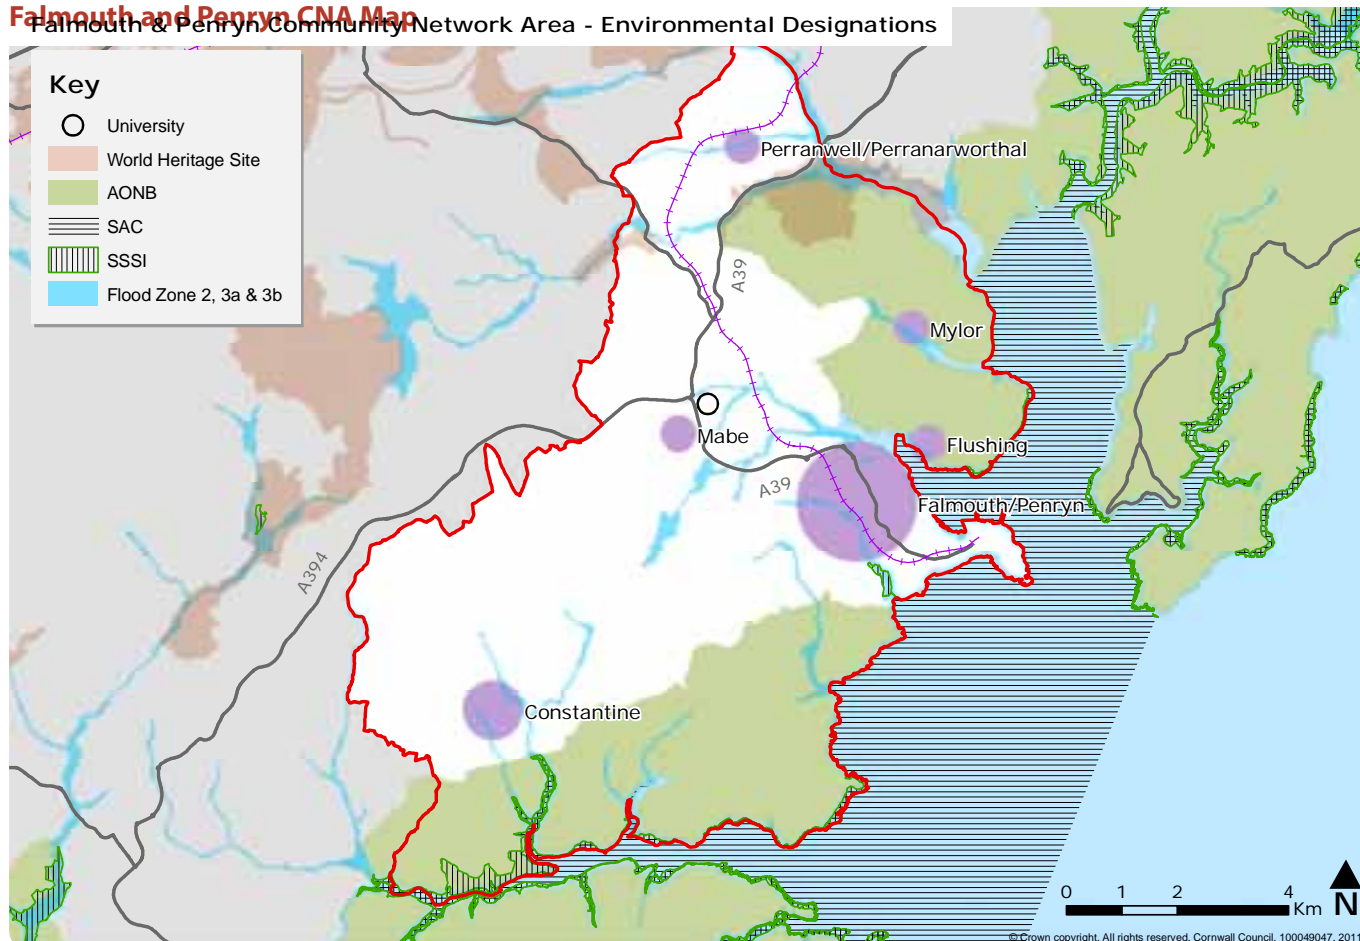 Falmouth and Penryn CNA Map
Falmouth & Penryn Community Network Area - Environmental Designations
Key
University
World Heritage Site
AONB
SAC
SSSI
Flood Zone 2, 3a & 3b
Perranwell/Perranarworthal
A39
Mylor
Mabe
Flushing
A39
Falmouth/Penryn
A394
Constantine
0 1 2 4
Km
N
© Crown copyright. All rights reserved. Cornwall Council, 100049047, 2011